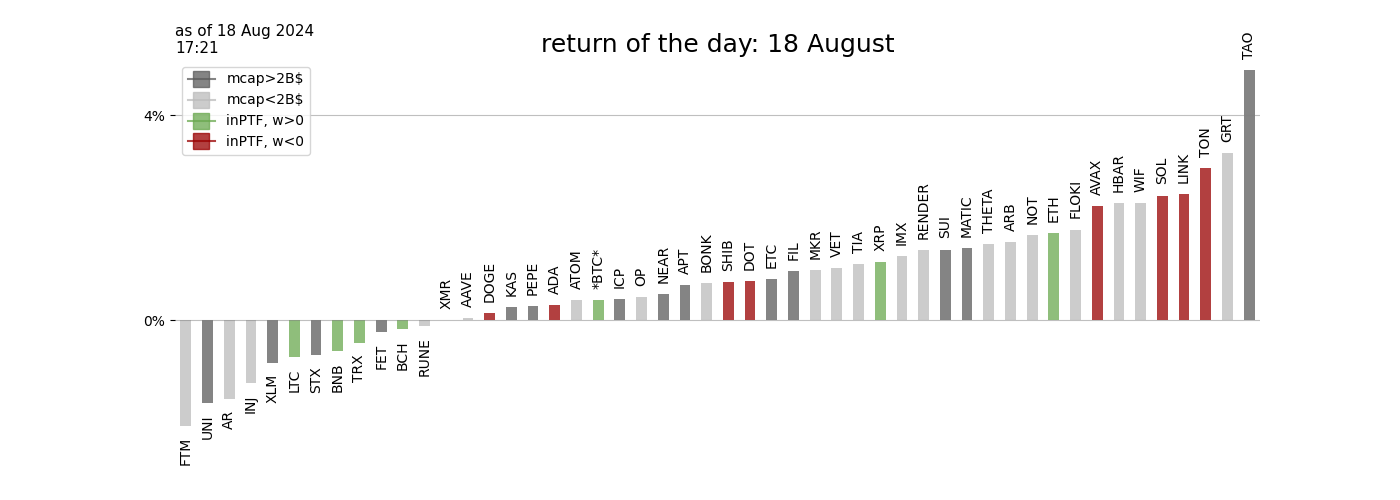 as of 18 Aug 2024
17:21
return of the day: 18 August
mcap>2B$
mcap<2B$
inPTF, w>0
inPTF, w<0
4%
0%
FTM
UNI
AR
INJ
XLM
LTC
STX
BNB
TRX
FET
BCH
RUNE
XMR
AAVE
DOGE
KAS
PEPE
ADA
ATOM
*BTC*
ICP
OP
NEAR
APT
BONK
SHIB
DOT
ETC
FIL
MKR
VET
TIA
XRP
IMX
RENDER
SUI
MATIC
THETA
ARB
NOT
ETH
FLOKI
AVAX
HBAR
WIF
SOL
LINK
TON
GRT
TAO